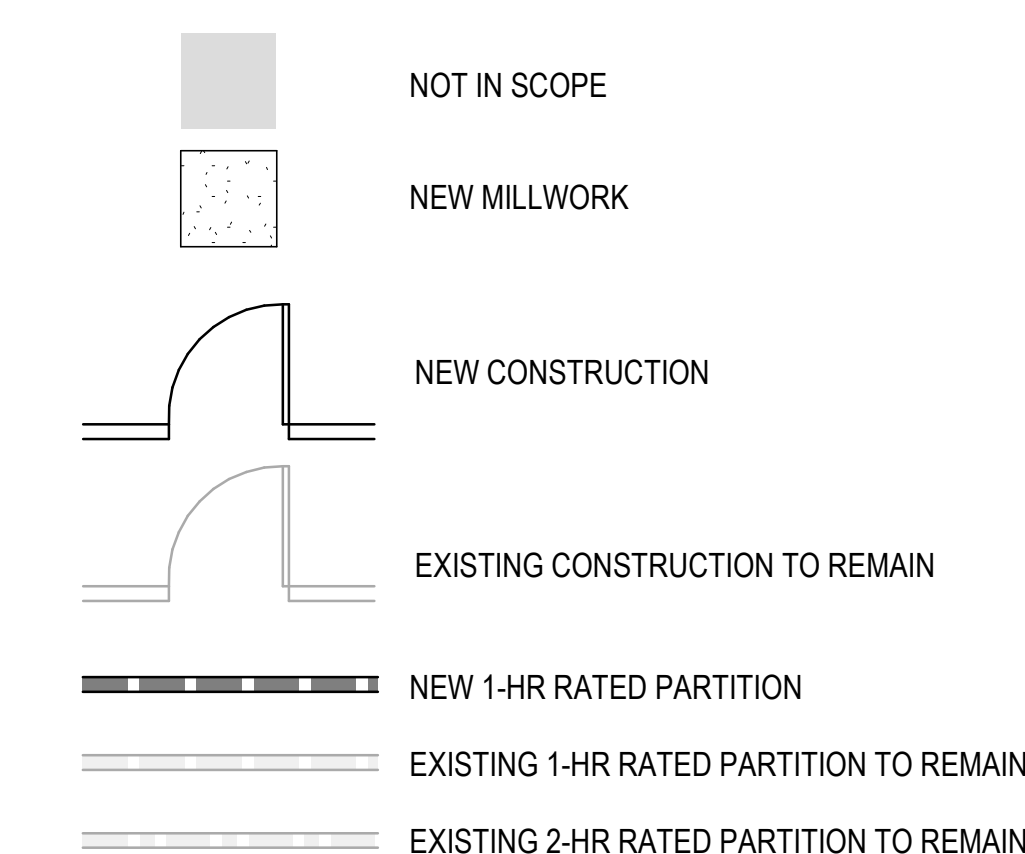 NOT IN SCOPE
NEW MILLWORK
NEW CONSTRUCTION
EXISTING CONSTRUCTION TO REMAIN
NEW 1-HR RATED PARTITION
EXISTING 1-HR RATED PARTITION TO REMAIN
EXISTING 2-HR RATED PARTITION TO REMAIN